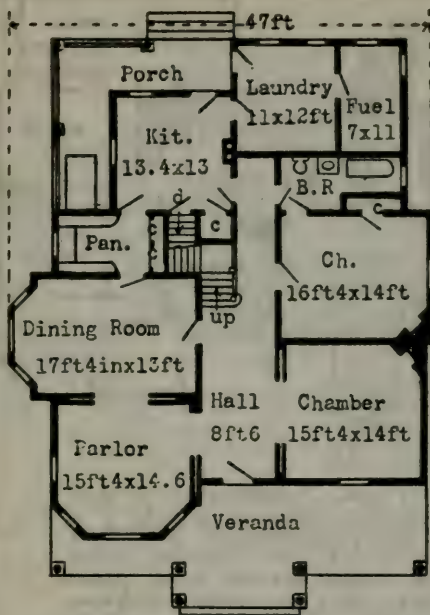 47ft
Porch
Laundry
11x12ft
Fuel
7x11
Kit.
13.4x13
B.R
d
c
c
Pan.
c
c
Ch.
16ft4x14ft
up
Dining Room
17ft4inx13ft
Hall
8ft6
Chamber
15ft4x14ft
Parlor
15ft4x14.6
Veranda